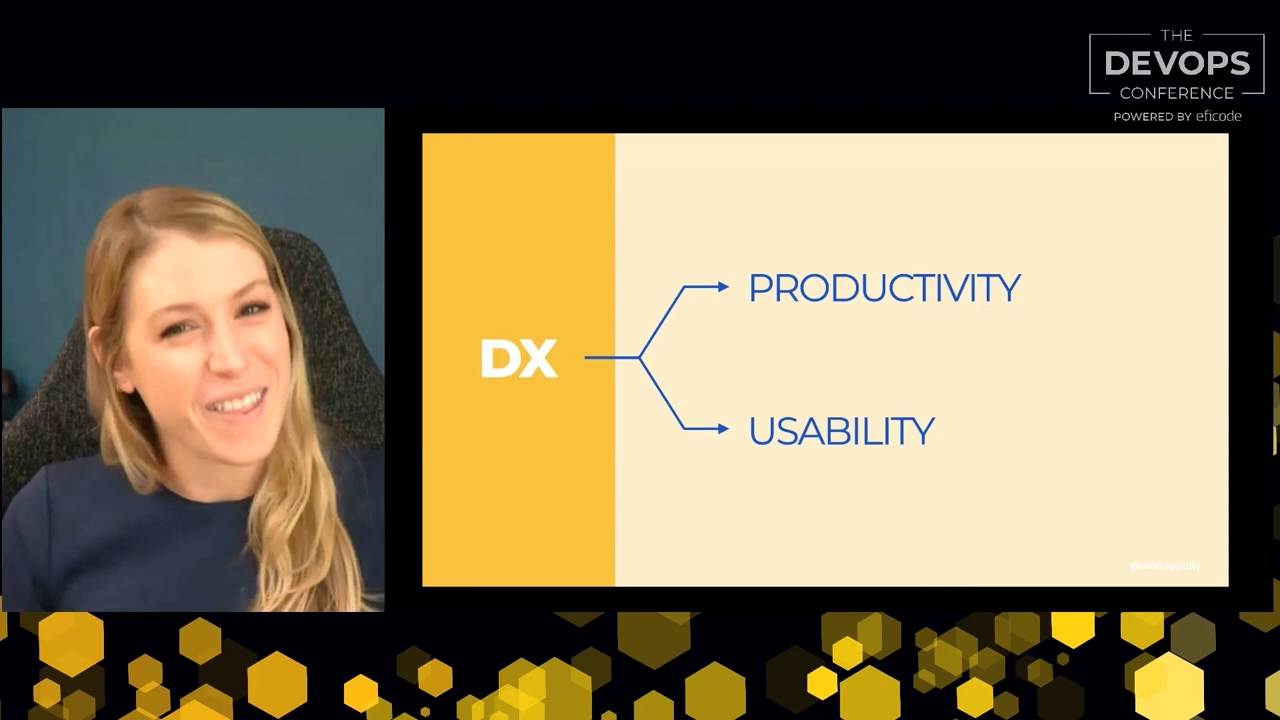 THE
DEVOPS
CONFERENCE
POWERED BY eficode
DX
PRODUCTIVITY
USABILITY